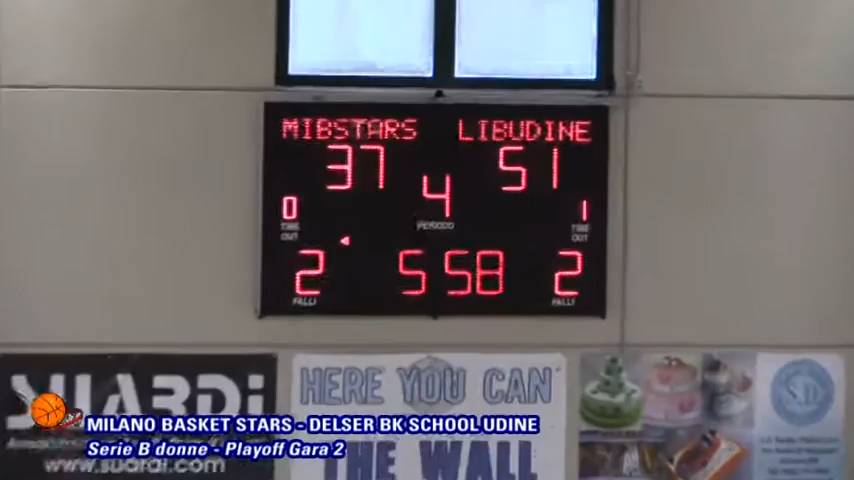 MIBSTARS LIBUDINE
37 4 51
0 PERIODO 1
TIME OUT TIME OUT
2 5 58 2
FALLI FALLI
SUARDI
HERE YOU CAN
MILANO BASKET STARS - DELSER BK SCHOOL UDINE
Serie B donne - Playoff Gara 2
THE WALL
www.suardi.com